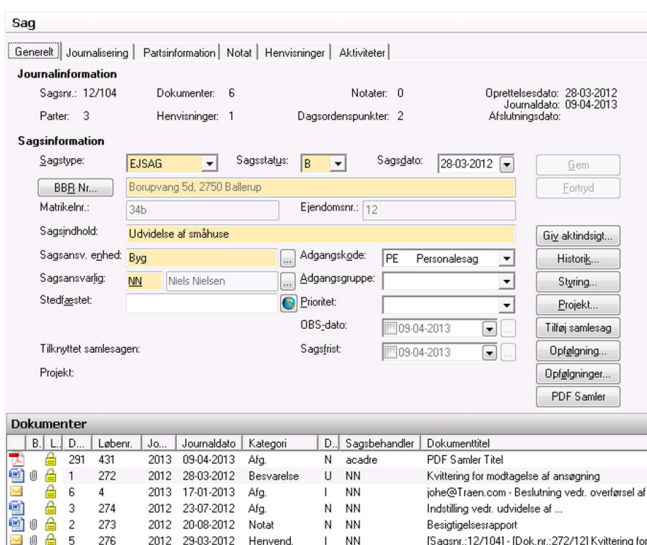 Sag
Generelt Journalisering Partsinformation Notat Henvisninger Aktiviteter
Journalinformation
Sagsnr.: 12/104 Dokumenter: 6 Notater: 0 Oprettelsesdato: 28-03-2012
Journaldato: 09-04-2013
Parter: 3 Henvisninger: 1 Dagsordenspunkter: 2 Afslutningsdato:
Sagsinformation
Sagstype: EJSAG Sagsstatus: B Sagsdato: 28-03-2012 Gem
BBR Nr... Borupvang 5d, 2750 Ballerup Fortryd
Matrikelnr.: 34b Ejendomsnr.: 12
Sagsindhold: Udvidelse af småhuse Giv aktindsigt...
Sagsansv. enhed: Byg ... Adgangskode: PE Personalesag Historik...
Sagsansvarlig: NN Niels Nielsen ... Adgangsgruppe: Styring...
Stedfæstet: Prioritet: Projekt...
OBS-dato: 09-04-2013 ... Tilføj samlesag
Tilknyttet samlesagen: Sagsfrist: 09-04-2013 ... Opfølgning...
Projekt: Opfølgninger...
PDF Samler
Dokumenter
B. L. D... Løbenr. Jo... Journaldato Kategori D.. Sagsbehandler Dokumenttitel
291 431 2013 09-04-2013 Afg. N acadre PDF Samler Titel
1 272 2012 28-03-2012 Besvarelse U NN Kvittering for modtagelse af ansøgning
6 4 2013 17-01-2013 Afg. I NN johe@Traen.com - Beslutning vedr. overførsel af
3 274 2012 23-07-2012 Afg. N NN Indstilling vedr. udvidelse af ...
2 273 2012 20-08-2012 Notat N NN Besigtigelsesrapport
5 276 2012 29-03-2012 Henvend. I NN [Sagsnr.:12/104] - [Dok.nr.:272/12] Kvittering for